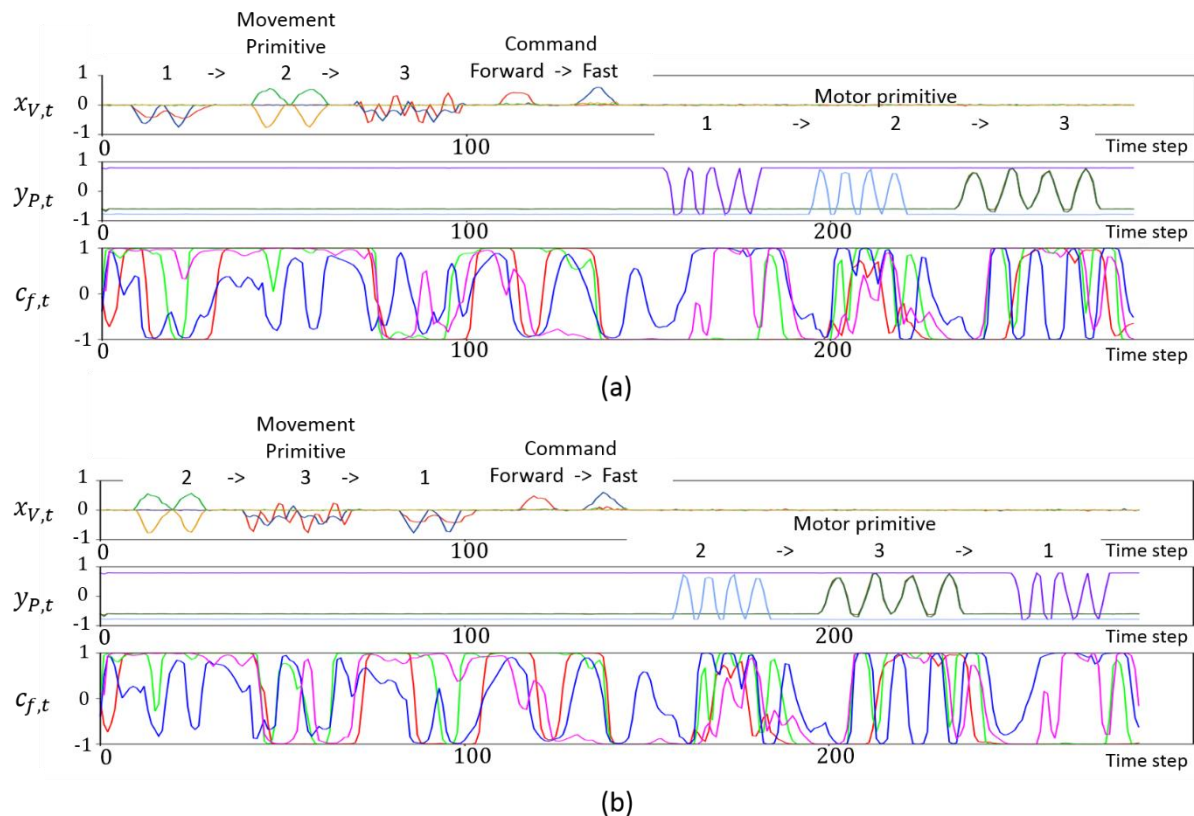 Movement
Primitive
Command
1 -> 2 -> 3 Forward -> Fast
1
x_{V,t} 0
-1
Motor primitive
1 -> 2 -> 3
0 100 Time step
1
y_{P,t} 0
-1
0 100 200 Time step
1
c_{f,t} 0
-1
0 100 200 Time step
(a)
Movement
Primitive
Command
2 -> 3 -> 1 Forward -> Fast
1
x_{V,t} 0
-1
Motor primitive
2 -> 3 -> 1
0 100 Time step
1
y_{P,t} 0
-1
0 100 200 Time step
1
c_{f,t} 0
-1
0 100 200 Time step
(b)